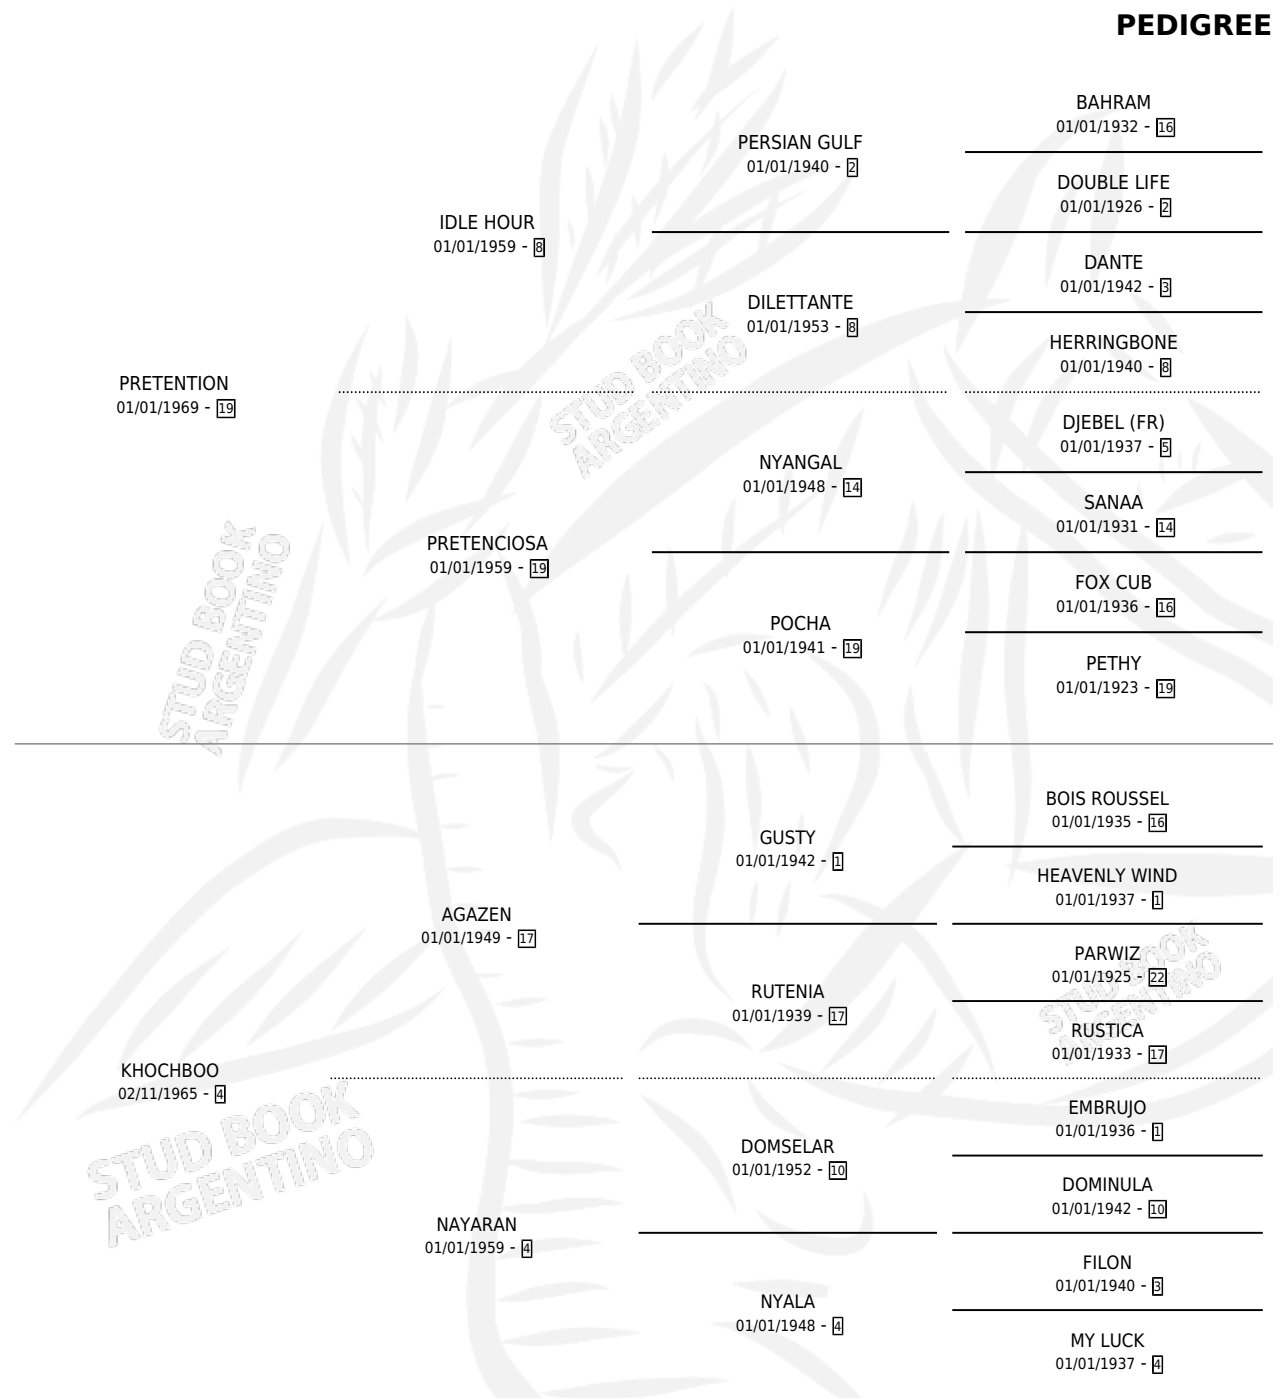 PEDIGREE
BAHRAM
01/01/1932 - 16
PERSIAN GULF
01/01/1940 - 2
DOUBLE LIFE
01/01/1926 - 2
IDLE HOUR
01/01/1959 - 8
DANTE
01/01/1942 - 3
DILETTANTE
01/01/1953 - 8
HERRINGBONE
01/01/1940 - 8
PRETENTION
01/01/1969 - 19
DJEBEL (FR)
01/01/1937 - 5
NYANGAL
01/01/1948 - 14
SANAA
01/01/1931 - 14
PRETENCIOSA
01/01/1959 - 19
FOX CUB
01/01/1936 - 16
POCHA
01/01/1941 - 19
PETHY
01/01/1923 - 19
BOIS ROUSSEL
01/01/1935 - 16
GUSTY
01/01/1942 - 1
HEAVENLY WIND
01/01/1937 - 1
AGAZEN
01/01/1949 - 17
PARWIZ
01/01/1925 - 22
RUTENIA
01/01/1939 - 17
RUSTICA
01/01/1933 - 17
KHOCHBOO
02/11/1965 - 4
EMBRUJO
01/01/1936 - 1
DOMSELAR
01/01/1952 - 10
DOMINULA
01/01/1942 - 10
NAYARAN
01/01/1959 - 4
FILON
01/01/1940 - 3
NYALA
01/01/1948 - 4
MY LUCK
01/01/1937 - 4
STUD BOOK
ARGENTINO
STUD BOOK
ARGENTINO
STUD BOOK
ARGENTINO
STUD BOOK
ARGENTINO